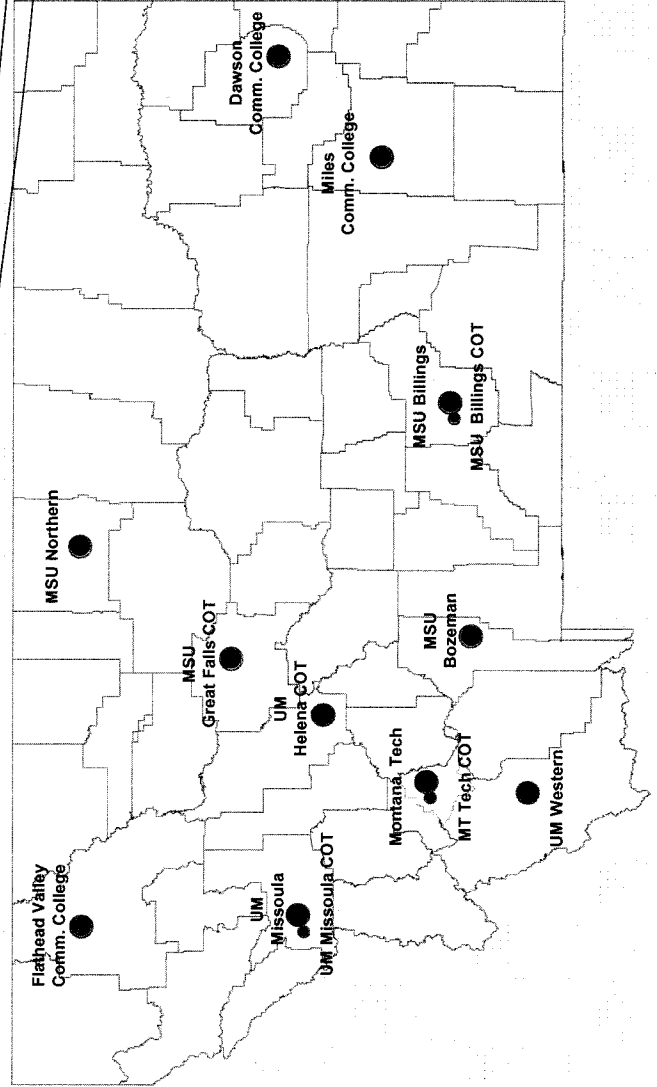 Flathead Valley
Comm. College
MSU Northern
UM
Missoula
UM Missoula COT
MSU
Great Falls COT
UM
Helena COT
Montana, Tech
MT Tech COT
UM Western
MSU
Bozeman
MSU Billings
MSU Billings COT
Miles
Comm. College
Dawson
Comm. College